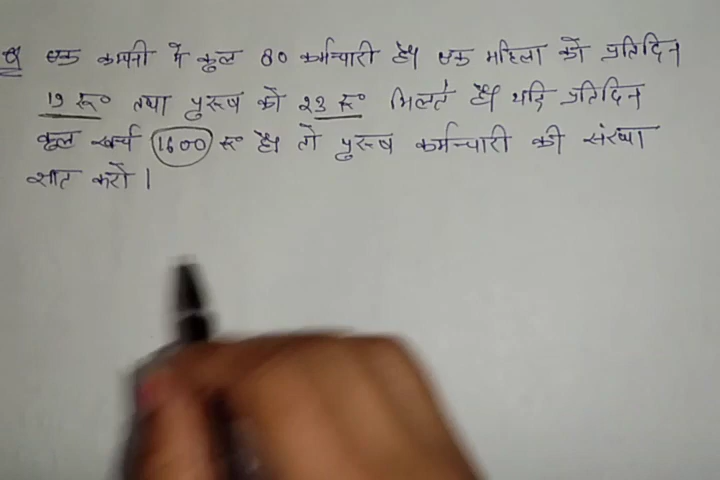 Q एक कम्पनी में कुल 80 कर्मचारी है। एक महिला को प्रतिदिन
19 रू० तथा पुरूष को 23 रू० मिलते है। यदि प्रतिदिन
कुल खर्च 1600 रू० है। तो पुरूष कर्मचारी की संख्या
ज्ञात करो।